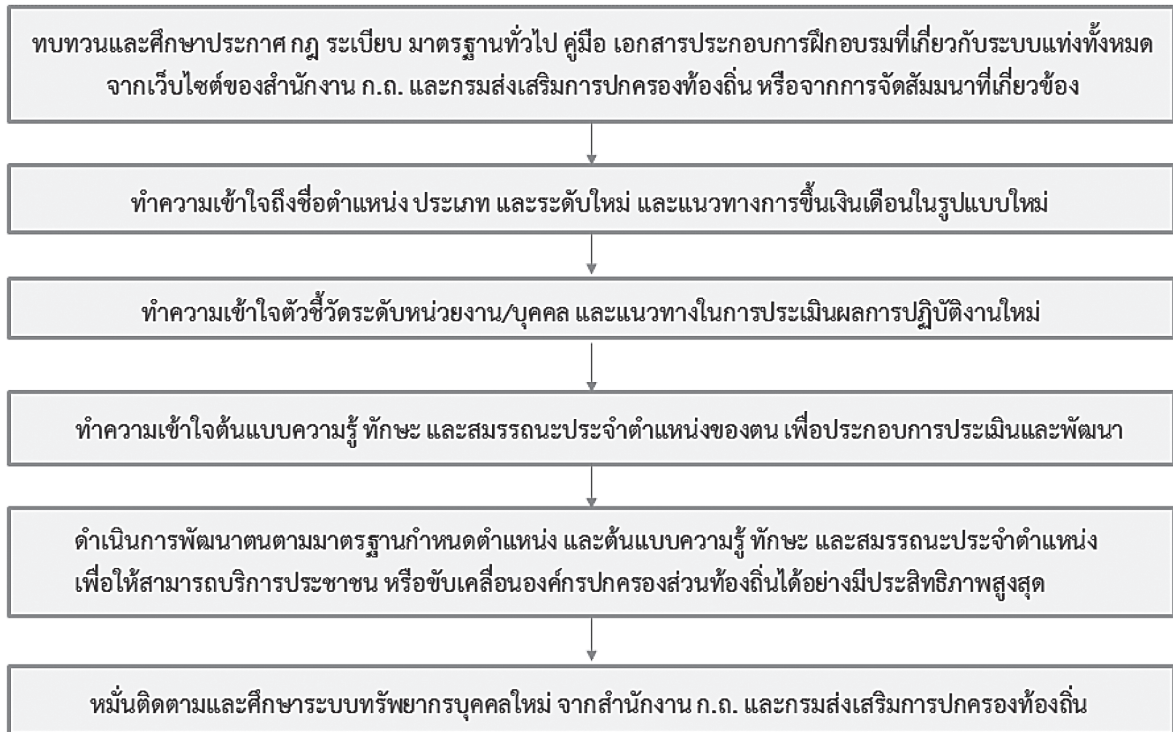 ทบทวนและศึกษาประกาศ กฎ ระเบียบ มาตรฐานทั่วไป คู่มือ เอกสารประกอบการฝึกอบรมที่เกี่ยวกับระบบแท่งทั้งหมด
จากเว็บไซต์ของสำนักงาน ก.ถ. และกรมส่งเสริมการปกครองท้องถิ่น หรือจากการจัดสัมมนาที่เกี่ยวข้อง
ทำความเข้าใจถึงชื่อตำแหน่ง ประเภท และระดับใหม่ และแนวทางการขึ้นเงินเดือนในรูปแบบใหม่
ทำความเข้าใจตัวชี้วัดระดับหน่วยงาน/บุคคล และแนวทางในการประเมินผลการปฏิบัติงานใหม่
ทำความเข้าใจต้นแบบความรู้ ทักษะ และสมรรถนะประจำตำแหน่งของตน เพื่อประกอบการประเมินและพัฒนา
ดำเนินการพัฒนาตนตามมาตรฐานกำหนดตำแหน่ง และต้นแบบความรู้ ทักษะ และสมรรถนะประจำตำแหน่ง
เพื่อให้สามารถบริการประชาชน หรือขับเคลื่อนองค์กรปกครองส่วนท้องถิ่นได้อย่างมีประสิทธิภาพสูงสุด
หมั่นติดตามและศึกษาระบบทรัพยากรบุคคลใหม่ จากสำนักงาน ก.ถ. และกรมส่งเสริมการปกครองท้องถิ่น